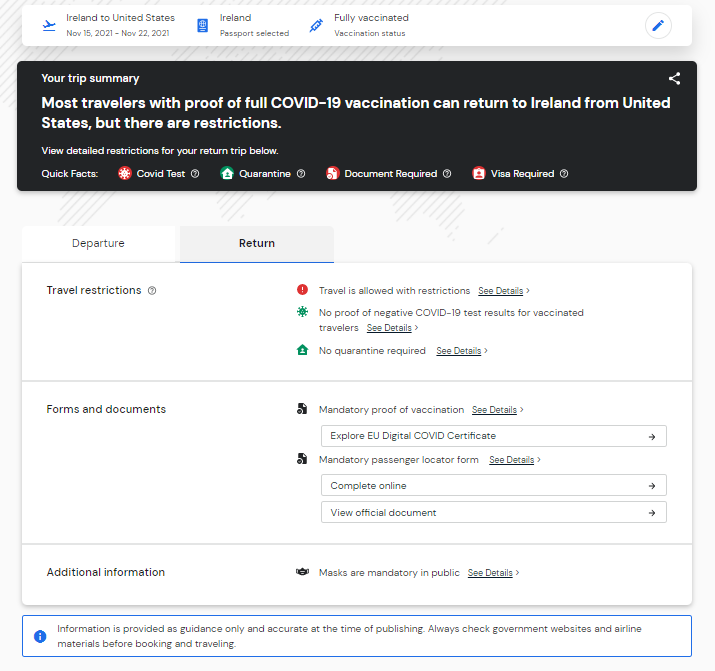 Ireland to United States
Nov 15, 2021 - Nov 22, 2021
Ireland
Passport selected
Fully vaccinated
Vaccination status
Your trip summary
Most travelers with proof of full COVID-19 vaccination can return to Ireland from United
States, but there are restrictions.
View detailed restrictions for your return trip below.
Quick Facts: Covid Test Quarantine Document Required Visa Required
Departure
Return
Travel restrictions
Travel is allowed with restrictions See Details
No proof of negative COVID-19 test results for vaccinated
travelers See Details
No quarantine required See Details
Forms and documents
Mandatory proof of vaccination See Details
Explore EU Digital COVID Certificate
Mandatory passenger locator form See Details
Complete online
View official document
Additional information
Masks are mandatory in public See Details
Information is provided as guidance only and accurate at the time of publishing. Always check government websites and airline
materials before booking and traveling.